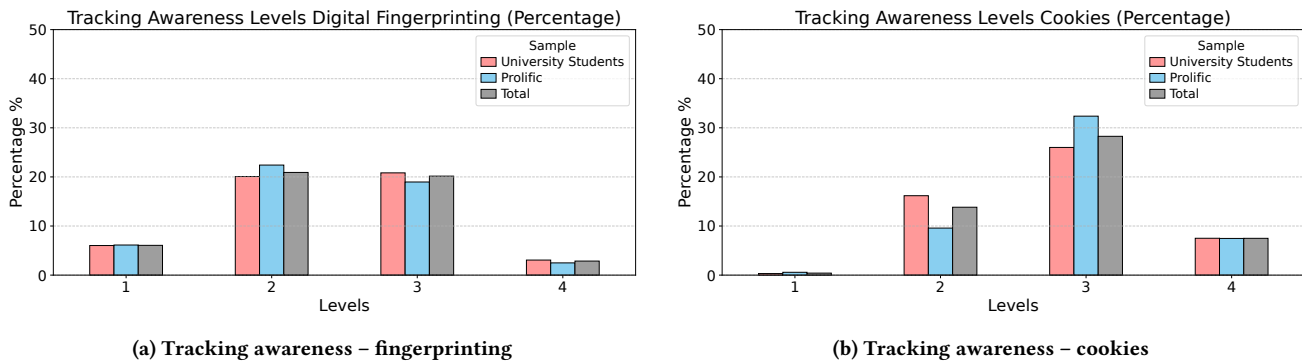 Tracking Awareness Levels Digital Fingerprinting (Percentage)
50
40
30
20
10
0
Percentage %
Sample
University Students
Prolific
Total
1 2 3 4
Levels
(a) Tracking awareness – fingerprinting
Tracking Awareness Levels Cookies (Percentage)
50
40
30
20
10
0
Percentage %
Sample
University Students
Prolific
Total
1 2 3 4
Levels
(b) Tracking awareness – cookies